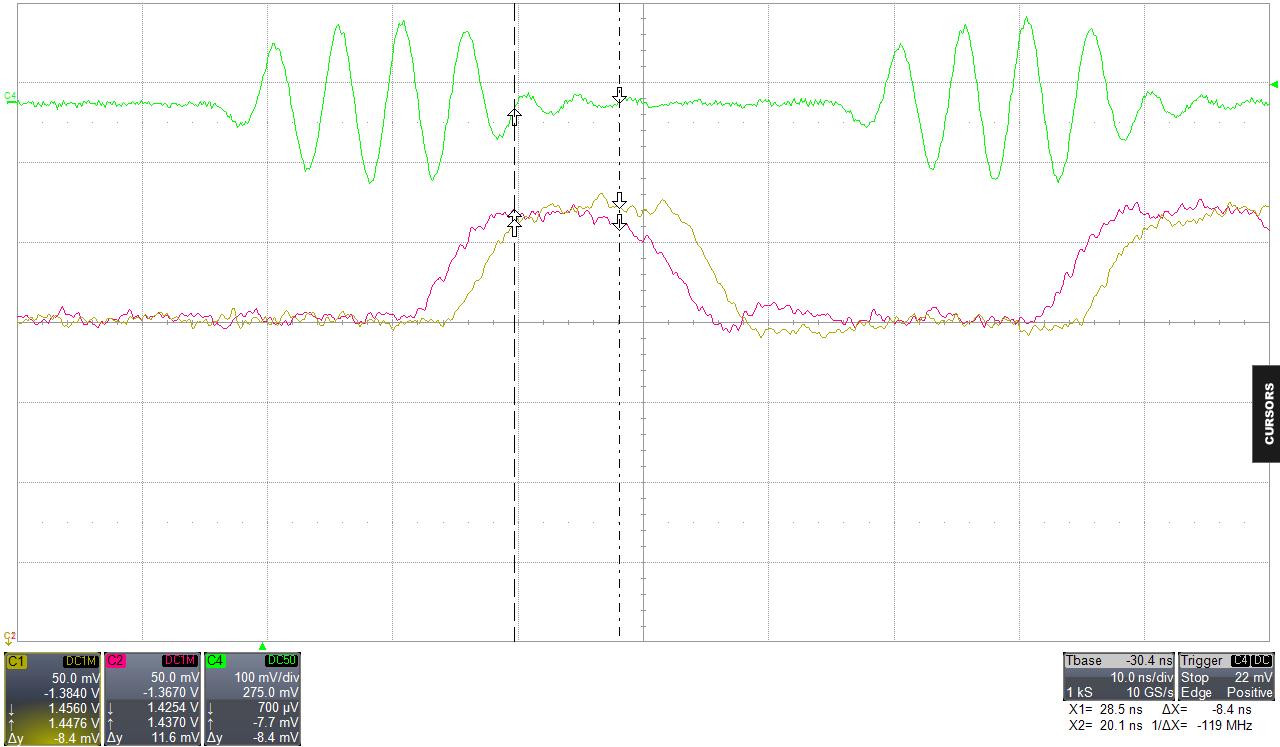 C4
CURSORS
C2
C1 DC1M
50.0 mV
-1.3840 V
↓ 1.4560 V
↑ 1.4476 V
Δy -8.4 mV
C2 DC1M
50.0 mV
-1.3670 V
↓ 1.4254 V
↑ 1.4370 V
Δy 11.6 mV
C4 DC50
100 mV/div
275.0 mV
↓ 700 µV
↑ -7.7 mV
Δy -8.4 mV
Tbase -30.4 ns
10.0 ns/div
1 kS 10 GS/s
Trigger C4 DC
Stop 22 mV
Edge Positive
X1= 28.5 ns ΔX= -8.4 ns
X2= 20.1 ns 1/ΔX= -119 MHz